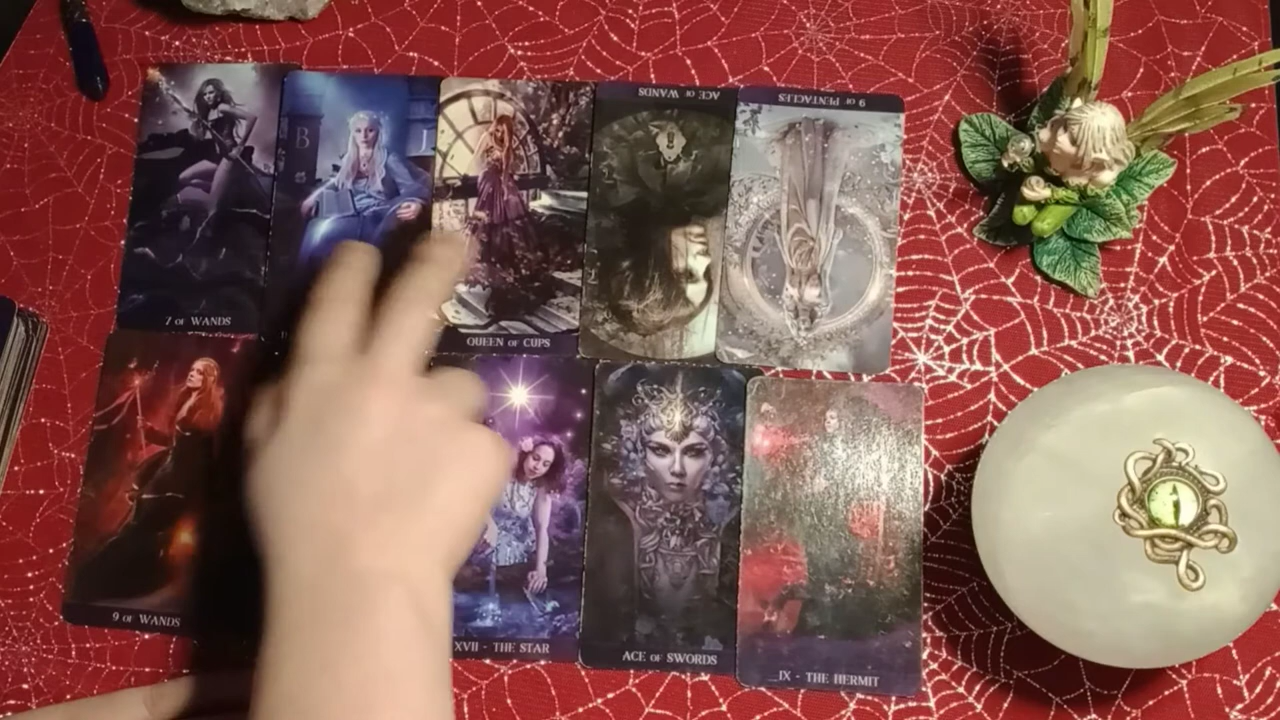 B J
7 OF WANDS
QUEEN OF CUPS
ACE OF WANDS
9 OF PENTACLES
9 OF WANDS
XVII - THE STAR
ACE OF SWORDS
IX - THE HERMIT